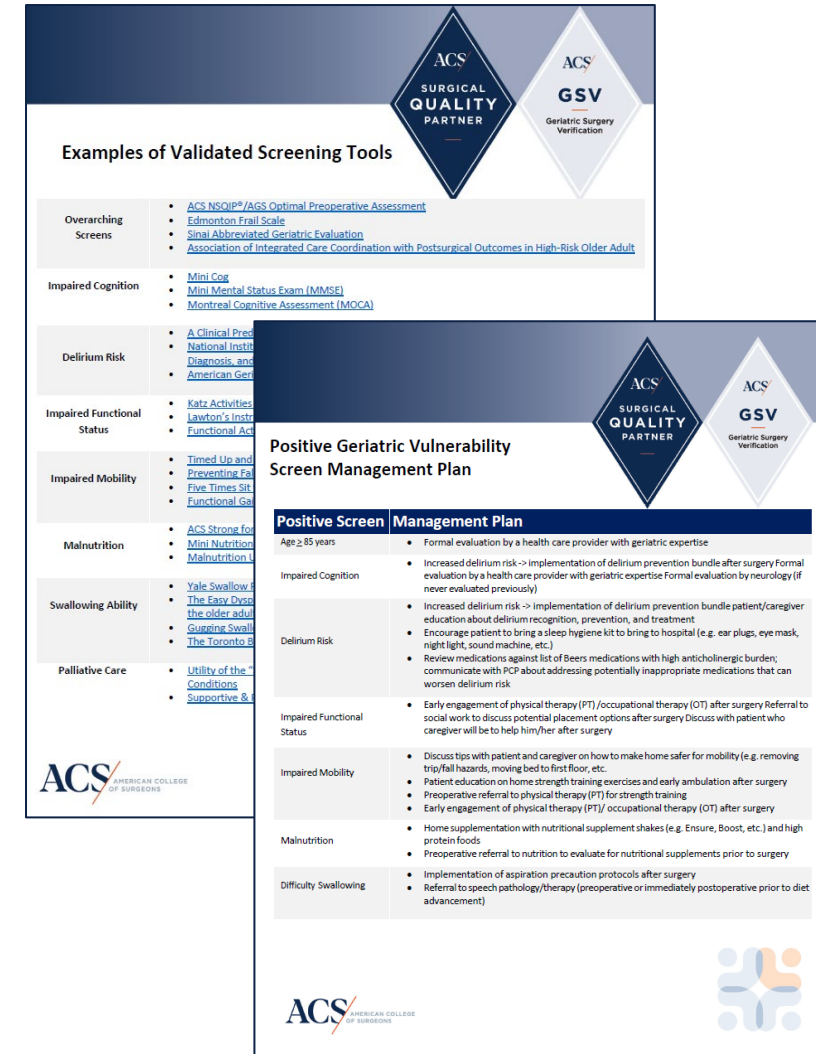 ACS
SURGICAL
QUALITY
PARTNER
ACS
GSV
Geriatric Surgery
Verification
Examples of Validated Screening Tools
Overarching
Screens
• ACS NSQIP®/AGS Optimal Preoperative Assessment
• Edmonton Frail Scale
• Sinai Abbreviated Geriatric Evaluation
• Association of Integrated Care Coordination with Postsurgical Outcomes in High-Risk Older Adult
Impaired Cognition
• Mini Cog
• Mini Mental Status Exam (MMSE)
• Montreal Cognitive Assessment (MOCA)
Delirium Risk
• A Clinical Pred
• National Instit
Diagnosis, and
• American Geri
Impaired Functional
Status
• Katz Activities
• Lawton's Instr
• Functional Act
Impaired Mobility
• Timed Up and
• Preventing Fal
• Five Times Sit
• Functional Gai
Malnutrition
• ACS Strong for
• Mini Nutrition
• Malnutrition U
Swallowing Ability
• Yale Swallow P
• The Easy Dysp
the older adul
• Gugging Swall
• The Toronto B
Palliative Care
• Utility of the "
Conditions
• Supportive &
ACS AMERICAN COLLEGE
OF SURGEONS
ACS
SURGICAL
QUALITY
PARTNER
ACS
GSV
Geriatric Surgery
Verification
Positive Geriatric Vulnerability
Screen Management Plan
Positive Screen Management Plan
Age ≥ 85 years
• Formal evaluation by a health care provider with geriatric expertise
Impaired Cognition
• Increased delirium risk -> implementation of delirium prevention bundle after surgery Formal
evaluation by a health care provider with geriatric expertise Formal evaluation by neurology (if
never evaluated previously)
Delirium Risk
• Increased delirium risk -> implementation of delirium prevention bundle patient/caregiver
education about delirium recognition, prevention, and treatment
• Encourage patient to bring a sleep hygiene kit to bring to hospital (e.g. ear plugs, eye mask,
night light, sound machine, etc.)
• Review medications against list of Beers medications with high anticholinergic burden;
communicate with PCP about addressing potentially inappropriate medications that can
worsen delirium risk
Impaired Functional
Status
• Early engagement of physical therapy (PT) /occupational therapy (OT) after surgery Referral to
social work to discuss potential placement options after surgery Discuss with patient who
caregiver will be to help him/her after surgery
Impaired Mobility
• Discuss tips with patient and caregiver on how to make home safer for mobility (e.g. removing
trip/fall hazards, moving bed to first floor, etc.
• Patient education on home strength training exercises and early ambulation after surgery
• Preoperative referral to physical therapy (PT) for strength training
• Early engagement of physical therapy (PT)/ occupational therapy (OT) after surgery
Malnutrition
• Home supplementation with nutritional supplement shakes (e.g. Ensure, Boost, etc.) and high
protein foods
• Preoperative referral to nutrition to evaluate for nutritional supplements prior to surgery
Difficulty Swallowing
• Implementation of aspiration precaution protocols after surgery
• Referral to speech pathology/therapy (preoperative or immediately postoperative prior to diet
advancement)
ACS AMERICAN COLLEGE
OF SURGEONS